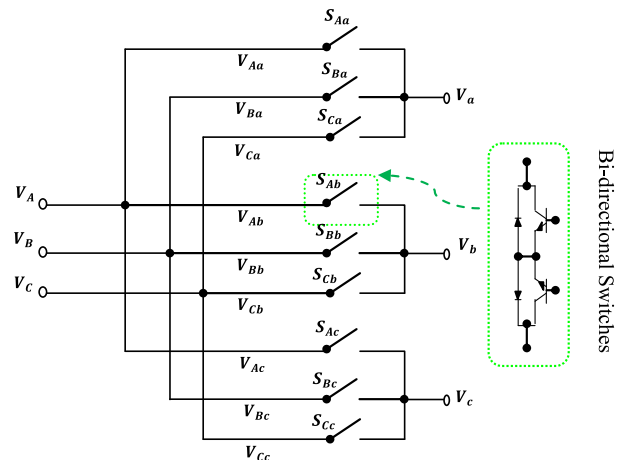 S_Aa
V_Aa
S_Ba
V_Ba
V_a
S_Ca
V_Ca
S_Ab
V_A
V_Ab
S_Bb
V_B
V_Bb
V_b
S_Cb
V_C
V_Cb
S_Ac
V_Ac
S_Bc
V_Bc
V_c
S_Cc
V_Cc
Bi-directional Switches